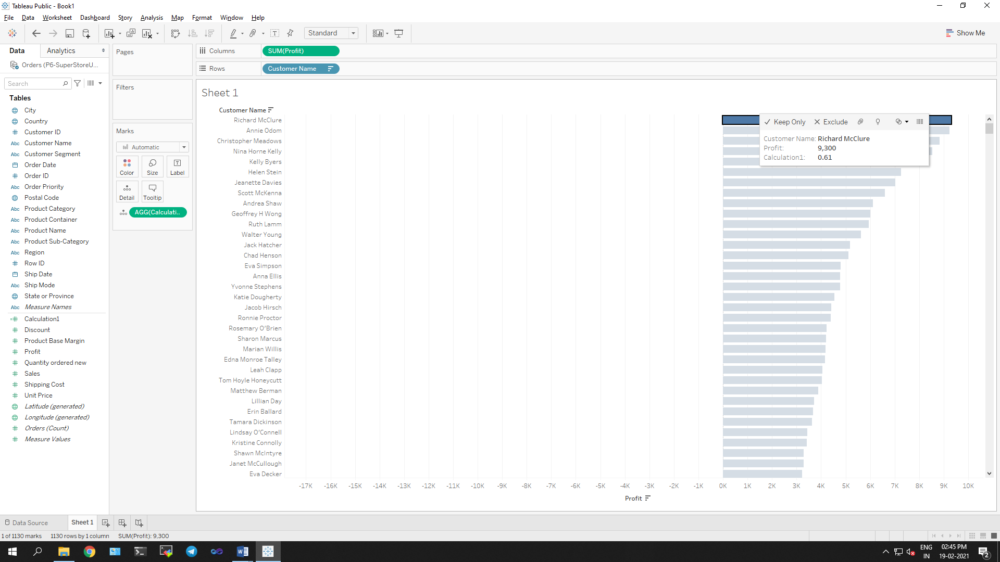 Tableau Public - Book1
File Data Worksheet Dashboard Story Analysis Map Format Window Help
Standard
Show Me
Data Analytics
Orders (P6-SuperStoreU...
Search
Tables
City
Country
Customer ID
Abc Customer Name
Abc Customer Segment
Order Date
Order ID
Abc Order Priority
Postal Code
Abc Product Category
Abc Product Container
Abc Product Name
Abc Product Sub-Category
Abc Region
Row ID
Ship Date
Abc Ship Mode
State or Province
Abc Measure Names
Calculation1
Discount
Product Base Margin
Profit
Quantity ordered new
Sales
Shipping Cost
Unit Price
Latitude (generated)
Longitude (generated)
Orders (Count)
Measure Values
Pages
Filters
Marks
Automatic
Color Size Label
Detail Tooltip
AGG(Calculati..
Columns SUM(Profit)
Rows Customer Name
Sheet 1
Customer Name
Richard McClure
Annie Odom
Christopher Meadows
Nina Horne Kelly
Kelly Byers
Helen Stein
Jeanette Davies
Scott McKenna
Andrea Shaw
Geoffrey H Wong
Ruth Lamm
Walter Young
Jack Hatcher
Chad Henson
Eva Simpson
Anna Ellis
Yvonne Stephens
Katie Dougherty
Jacob Hirsch
Ronnie Proctor
Rosemary O'Brien
Sharon Marcus
Marian Willis
Edna Monroe Talley
Leah Clapp
Tom Hoyle Honeycutt
Matthew Berman
Lillian Day
Erin Ballard
Tamara Dickinson
Lindsay O'Connell
Kristine Connolly
Shawn McIntyre
Janet McCullough
Eva Decker
Keep Only Exclude
Customer Name: Richard McClure
Profit: 9,300
Calculation1: 0.61
-17K -16K -15K -14K -13K -12K -11K -10K -9K -8K -7K -6K -5K -4K -3K -2K -1K 0K 1K 2K 3K 4K 5K 6K 7K 8K 9K 10K
Profit
Data Source Sheet 1
1 of 1130 marks 1130 rows by 1 column SUM(Profit): 9,300
ENG
IN
02:45 PM
19-02-2021
2